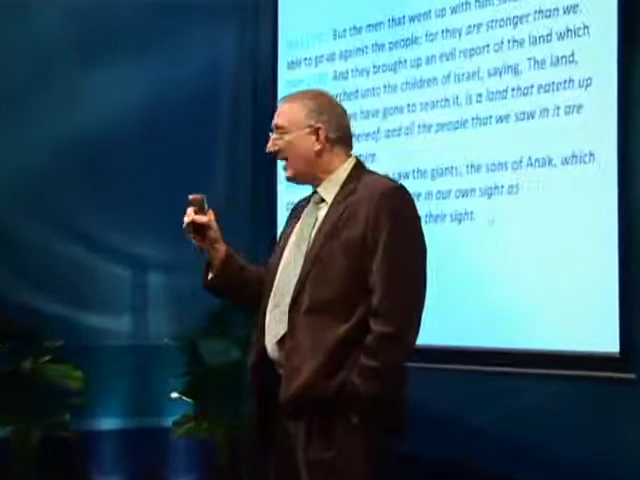 But the men that went up with him
able to go up against the people; for they are stronger than we.
And they brought up an evil report of the land which
unto the children of Israel, saying, The land,
have gone to search it, is a land that eateth up
thereof; and all the people that we saw in it are
saw the giants, the sons of Anak, which
in our own sight as
their sight.